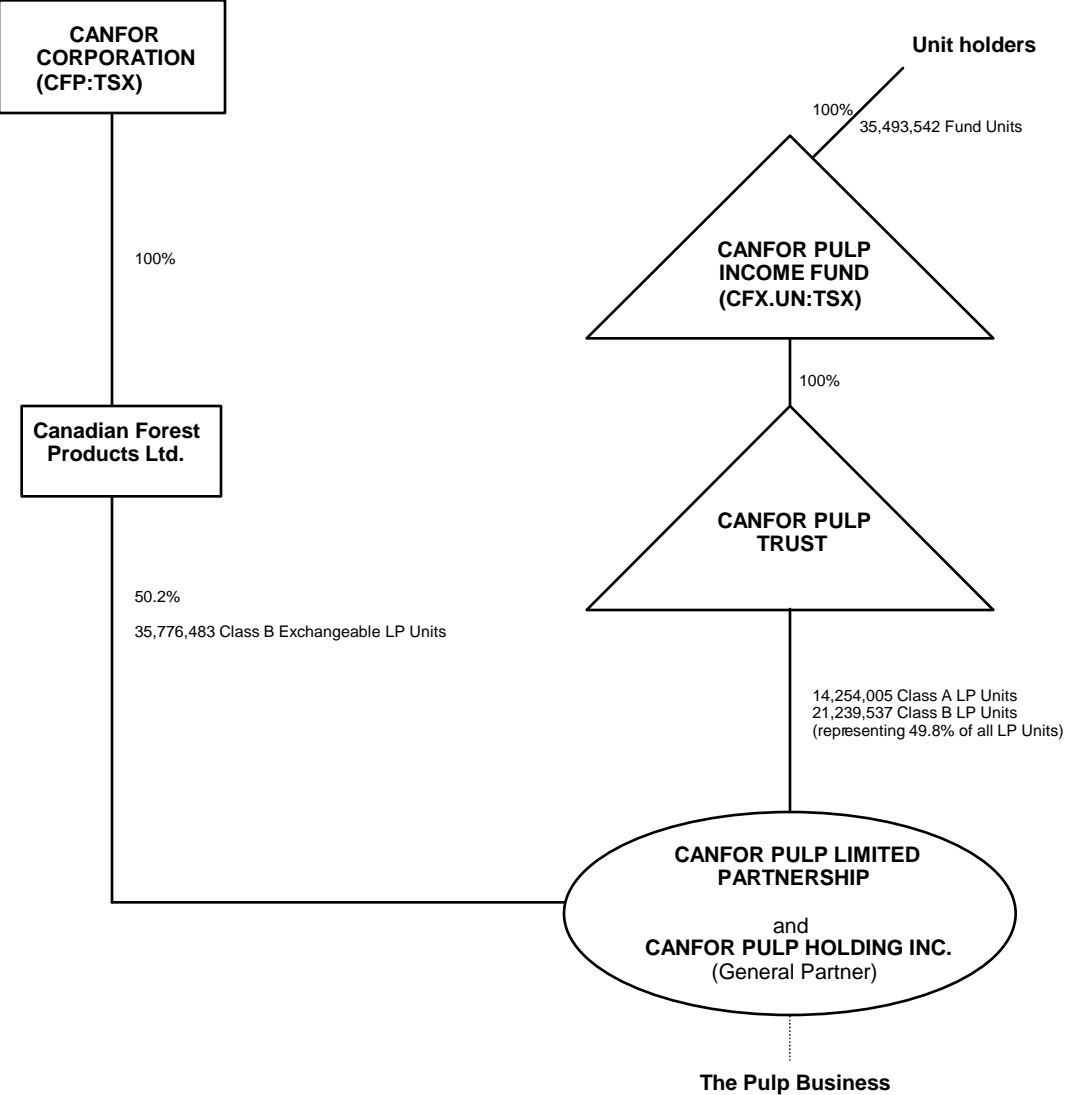 CANFOR
CORPORATION
(CFP:TSX)
Unit holders
100%
35,493,542 Fund Units
CANFOR PULP
INCOME FUND
(CFX.UN:TSX)
100%
100%
Canadian Forest
Products Ltd.
CANFOR PULP
TRUST
50.2%
35,776,483 Class B Exchangeable LP Units
14,254,005 Class A LP Units
21,239,537 Class B LP Units
(representing 49.8% of all LP Units)
CANFOR PULP LIMITED
PARTNERSHIP
and
CANFOR PULP HOLDING INC.
(General Partner)
The Pulp Business